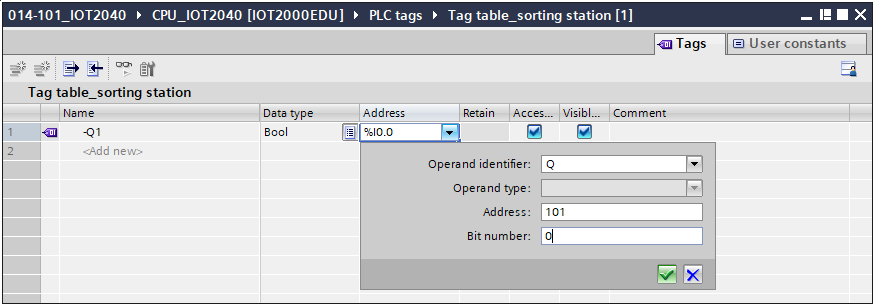 014-101_IOT2040 ▸ CPU_IOT2040 [IOT2000EDU] ▸ PLC tags ▸ Tag table_sorting station [1]
Tags User constants
Tag table_sorting station
Name Data type Address Retain Acces... Visibl... Comment
1 -Q1 Bool %I0.0
2 <Add new>
Operand identifier: Q
Operand type:
Address: 101
Bit number: 0